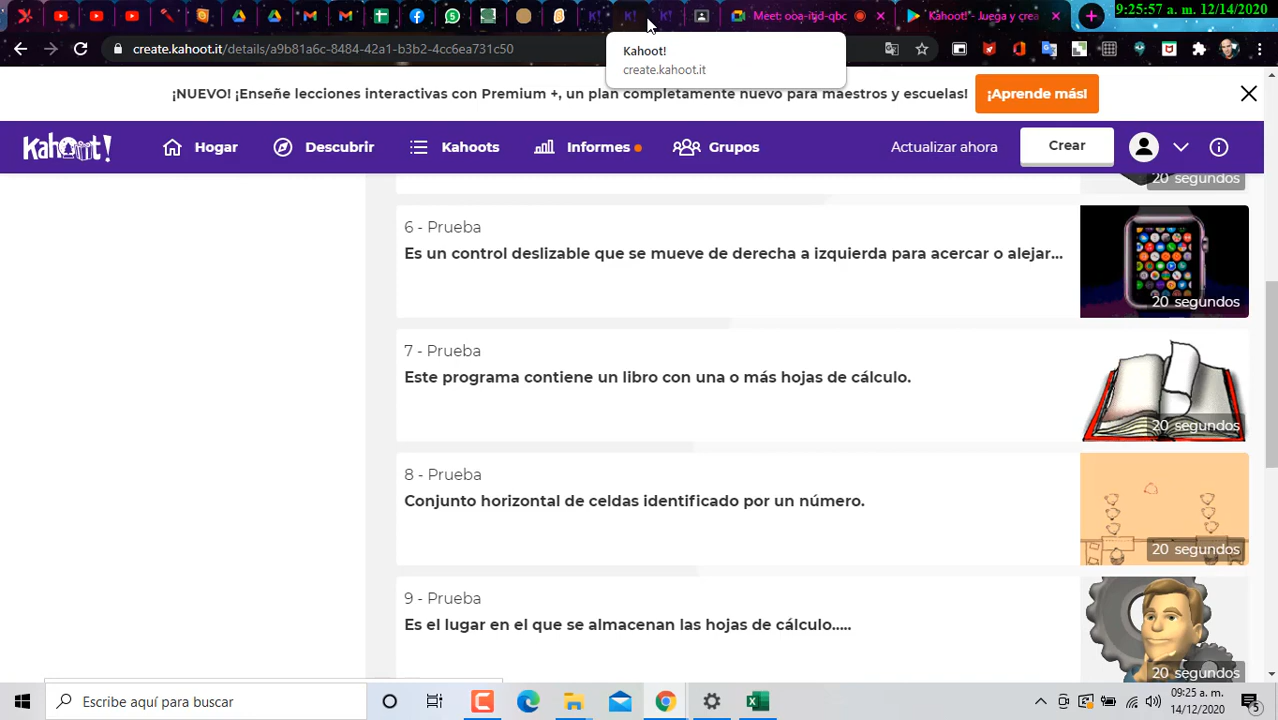 9:25:57 a. m. 12/14/2020
Meet: ooa-itjd-qbc
Kahoot! - Juega y crea
create.kahoot.it/details/a9b81a6c-8484-42a1-b3b2-4cc6ea731c50
Kahoot!
create.kahoot.it
¡NUEVO! ¡Enseñe lecciones interactivas con Premium +, un plan completamente nuevo para maestros y escuelas!
¡Aprende más!
Kahoot!
Hogar
Descubrir
Kahoots
Informes
Grupos
Actualizar ahora
Crear
20 segundos
6 - Prueba
Es un control deslizable que se mueve de derecha a izquierda para acercar o alejar...
20 segundos
7 - Prueba
Este programa contiene un libro con una o más hojas de cálculo.
20 segundos
8 - Prueba
Conjunto horizontal de celdas identificado por un número.
20 segundos
9 - Prueba
Es el lugar en el que se almacenan las hojas de cálculo.....
20 segundos
Escribe aquí para buscar
09:25 a. m.
14/12/2020
5